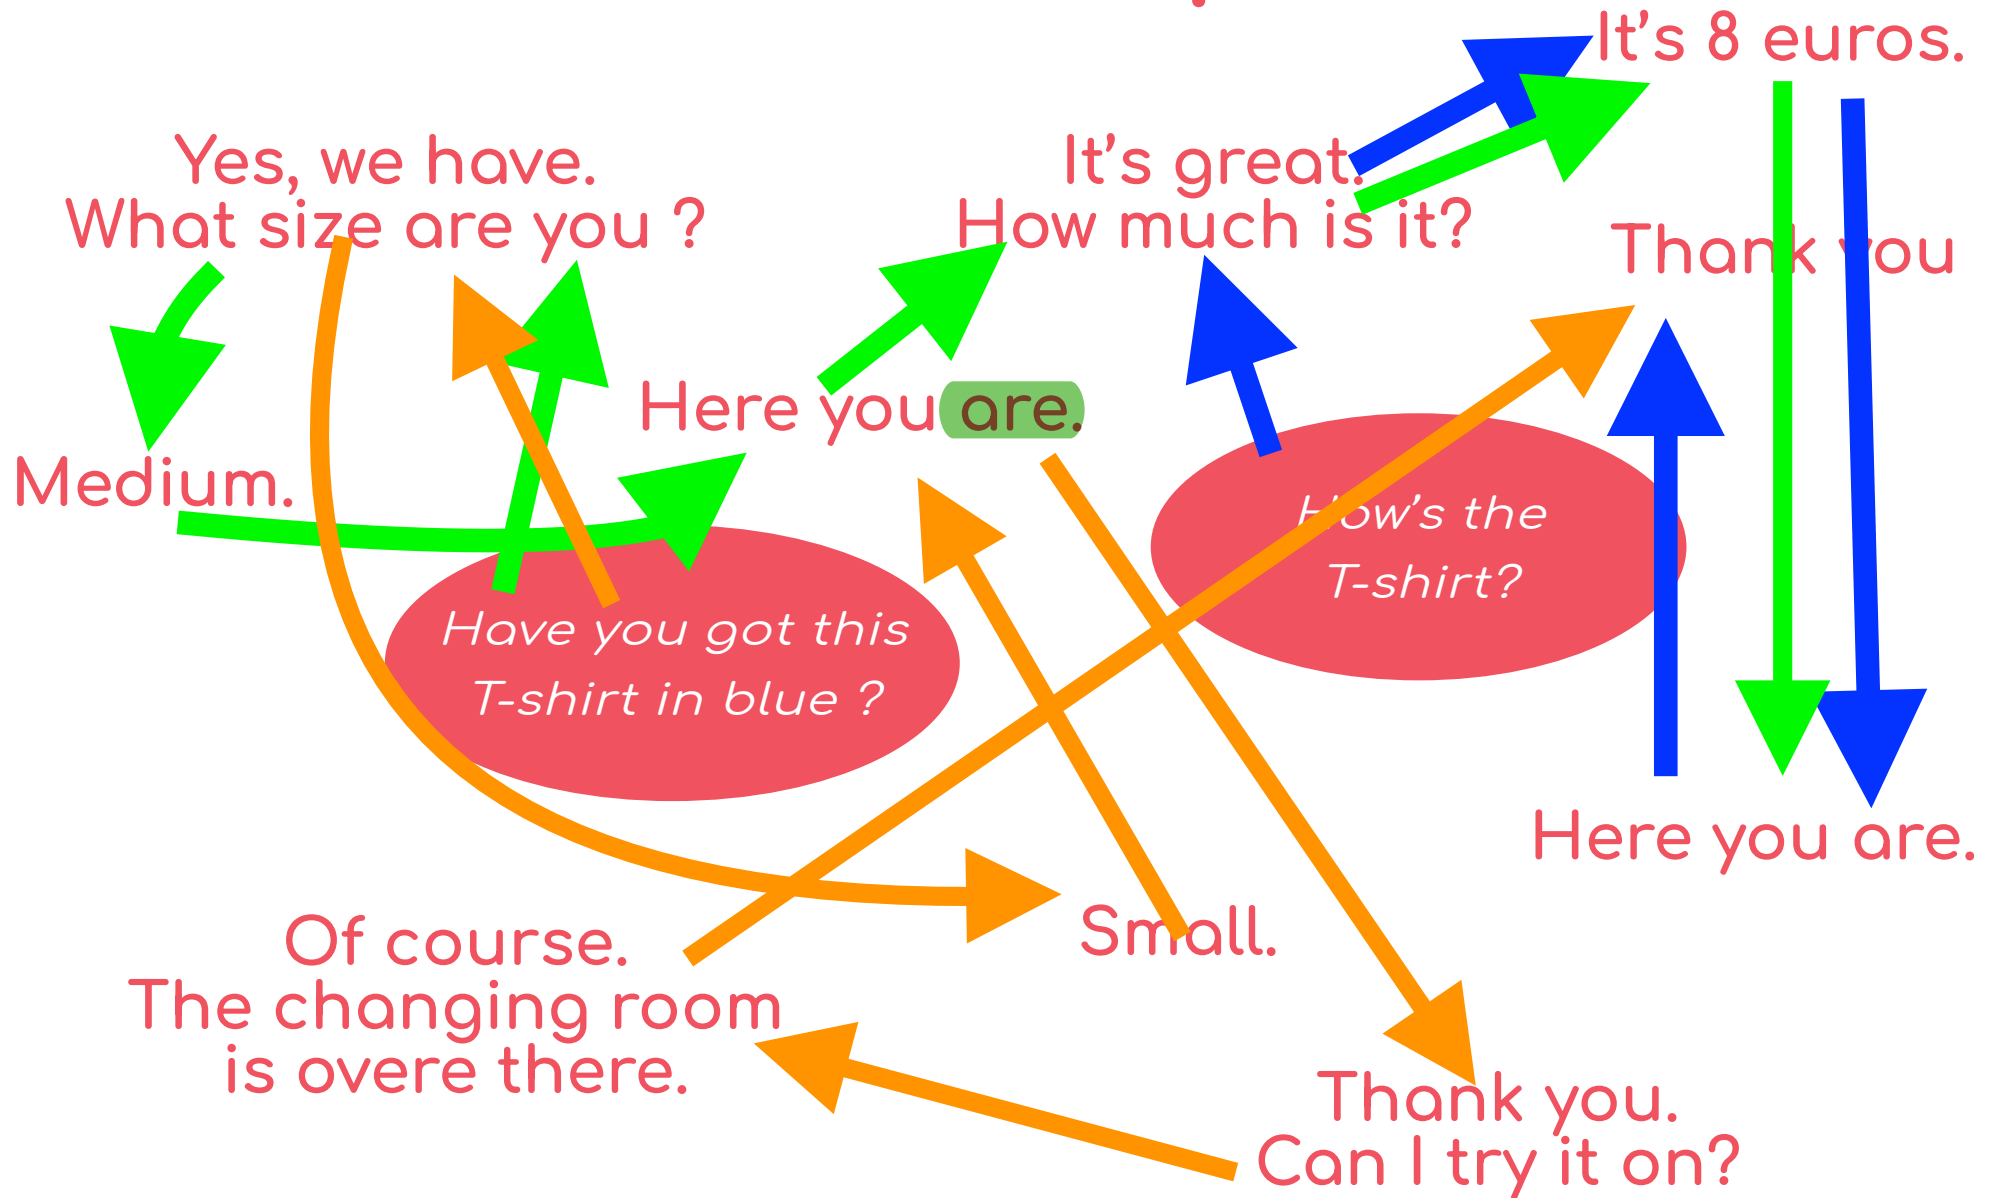 It's 8 euros.
Yes, we have.
What size are you ?
It's great.
How much is it?
Thank you
Here you are.
Medium.
How's the
T-shirt?
Have you got this
T-shirt in blue ?
Here you are.
Small.
Of course.
The changing room
is overe there.
Thank you.
Can I try it on?